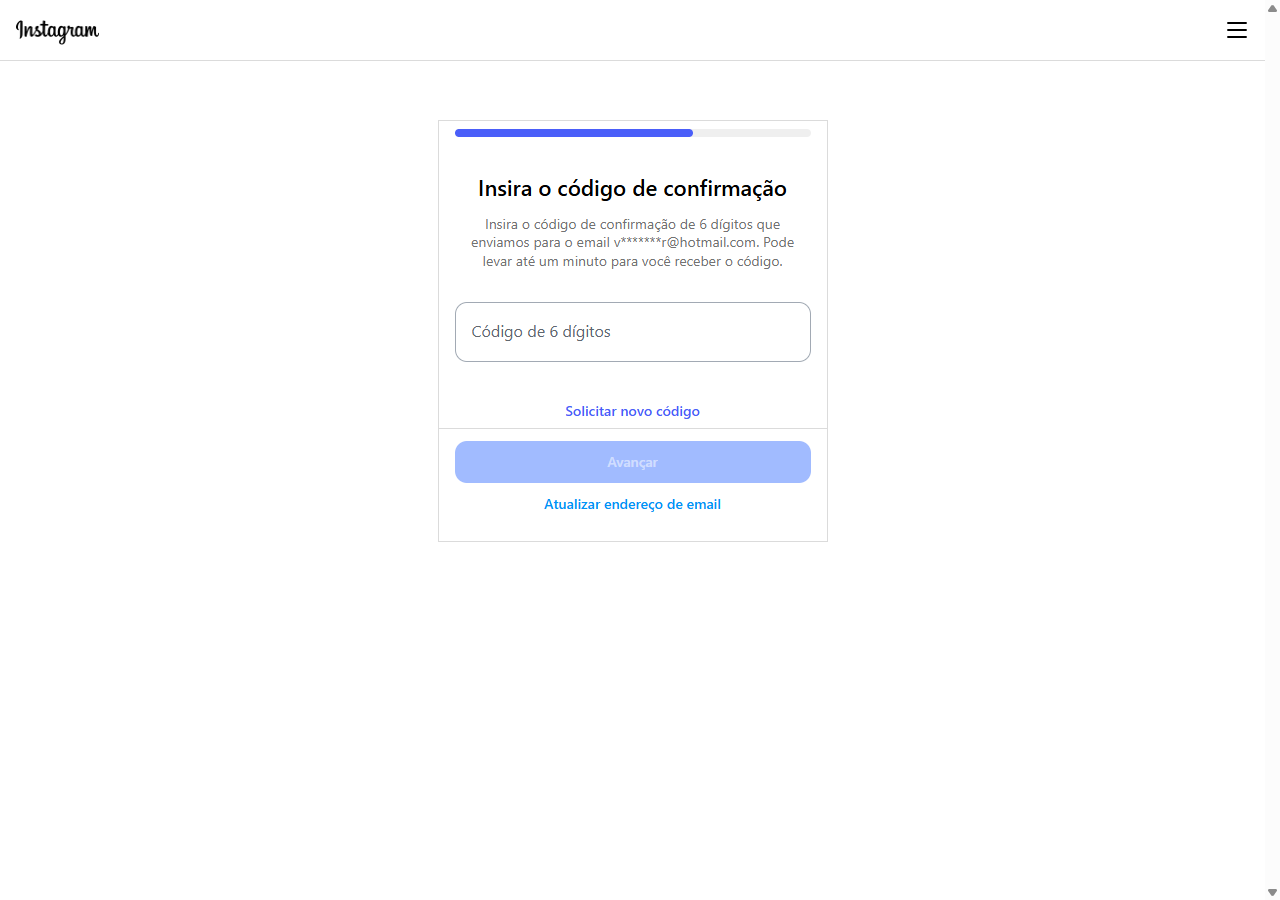 Instagram
Insira o código de confirmação
Insira o código de confirmação de 6 dígitos que
enviamos para o email v*******r@hotmail.com. Pode
levar até um minuto para você receber o código.
Código de 6 dígitos
Solicitar novo código
Avançar
Atualizar endereço de email